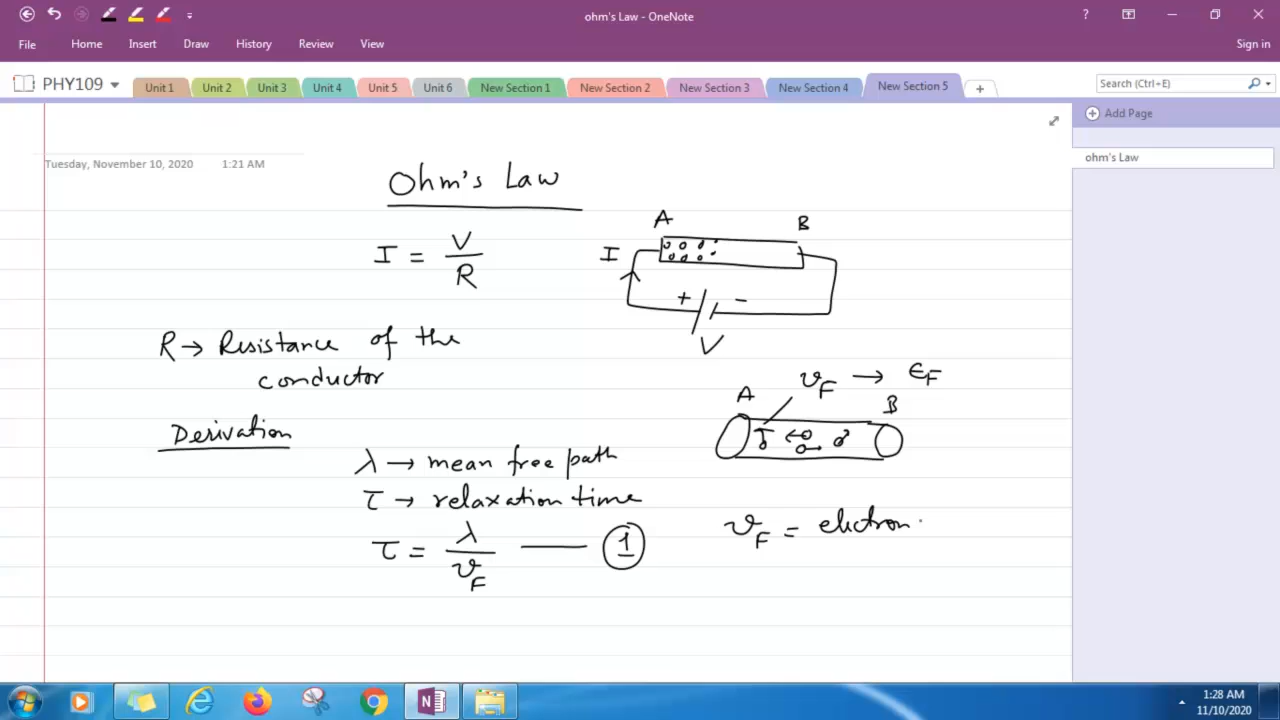 ohm's Law - OneNote
?
File Home Insert Draw History Review View
Sign in
PHY109
Unit 1 Unit 2 Unit 3 Unit 4 Unit 5 Unit 6 New Section 1 New Section 2 New Section 3 New Section 4 New Section 5 +
Search (Ctrl+E)
Add Page
ohm's Law
Tuesday, November 10, 2020 1:21 AM
Ohm's Law
I = V/R
A B
I
+ -
V
R → Resistance of the
conductor
v_F → ϵ_F
A B
Derivation
λ → mean free path
τ → relaxation time
τ = λ/v_F —— 1
v_F = electron
1:28 AM
11/10/2020